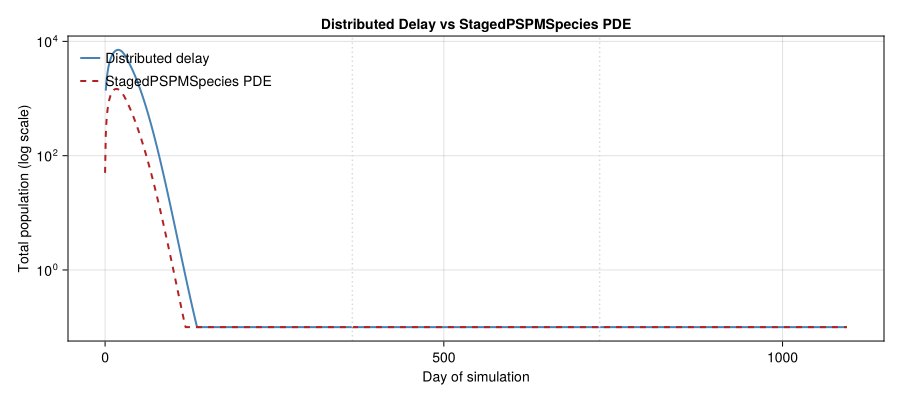 Distributed Delay vs StagedPSPMSpecies PDE
10⁴
Distributed delay
StagedPSPMSpecies PDE
10²
10⁰
Total population (log scale)
0
500
1000
Day of simulation